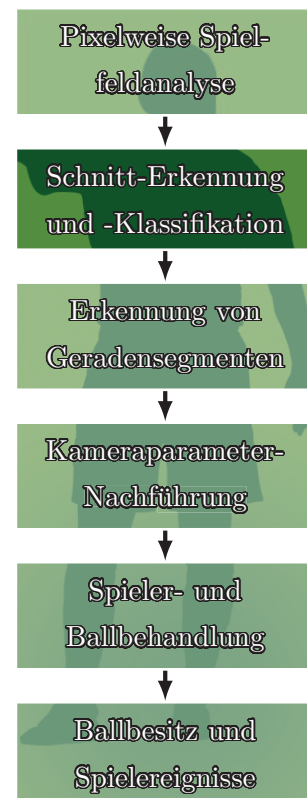 Pixelweise Spiel-
feldanalyse
Schnitt-Erkennung
und -Klassifikation
Erkennung von
Geradensegmenten
Kameraparameter-
Nachführung
Spieler- und
Ballbehandlung
Ballbesitz und
Spielereignisse